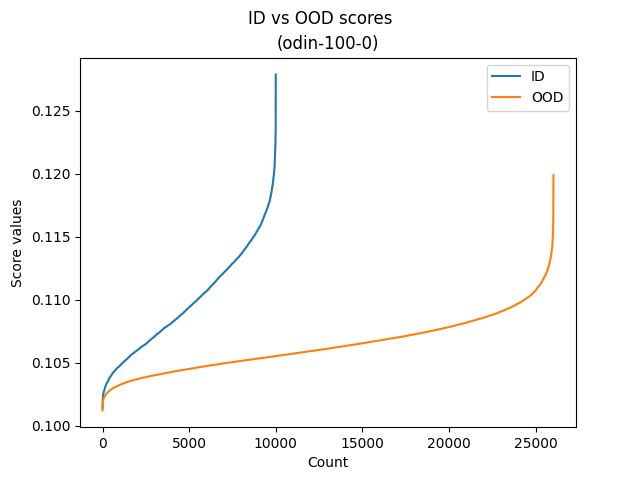 ID vs OOD scores
(odin-100-0)
ID
OOD
Score values
0.125
0.120
0.115
0.110
0.105
0.100
0 5000 10000 15000 20000 25000
Count